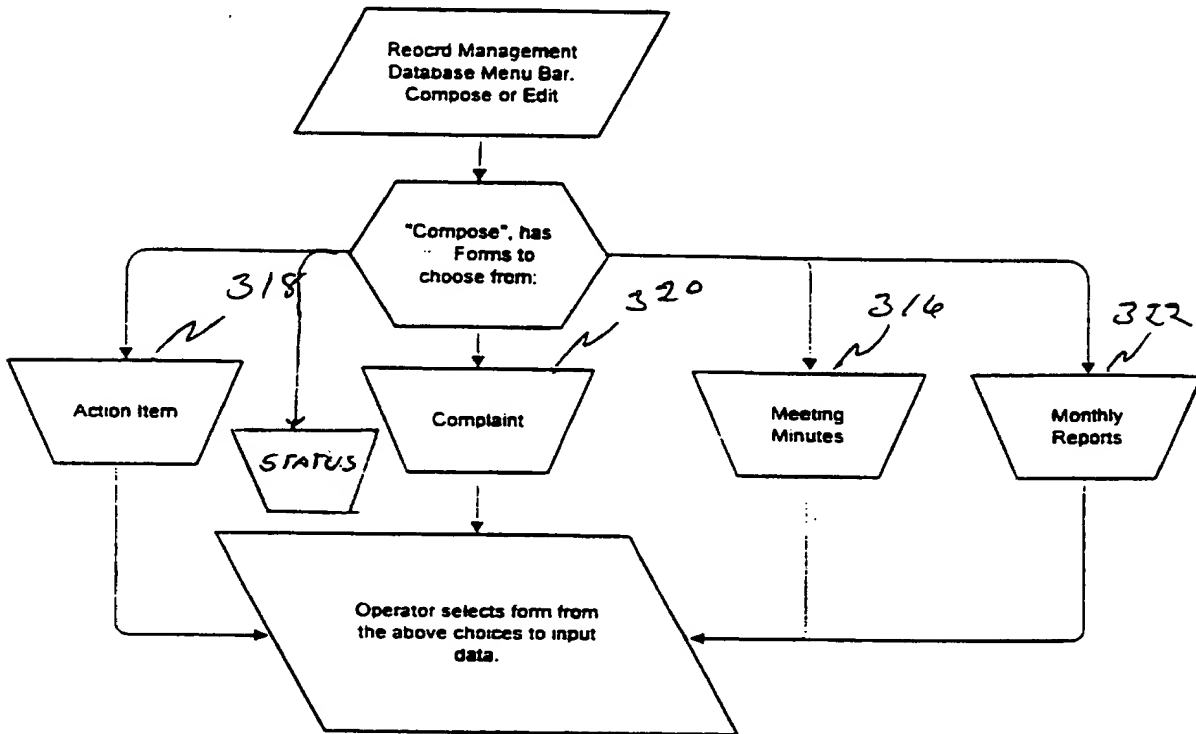 Reocrd Management
Database Menu Bar.
Compose or Edit
"Compose", has
Forms to
choose from:
318
320
316
322
Action Item
STATUS
Complaint
Meeting
Minutes
Monthly
Reports
Operator selects form from
the above choices to input
data.